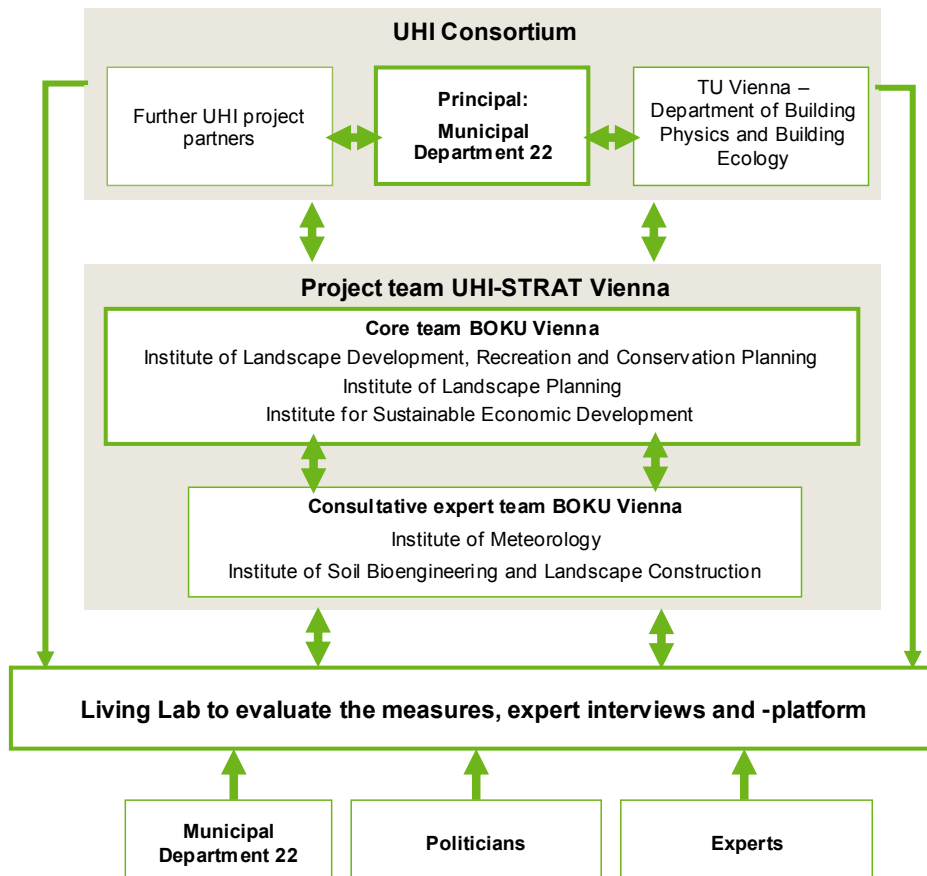 UHI Consortium
Further UHI project
partners
Principal:
Municipal
Department 22
TU Vienna –
Department of Building
Physics and Building
Ecology
Project team UHI-STRAT Vienna
Core team BOKU Vienna
Institute of Landscape Development, Recreation and Conservation Planning
Institute of Landscape Planning
Institute for Sustainable Economic Development
Consultative expert team BOKU Vienna
Institute of Meteorology
Institute of Soil Bioengineering and Landscape Construction
Living Lab to evaluate the measures, expert interviews and -platform
Municipal
Department 22
Politicians
Experts